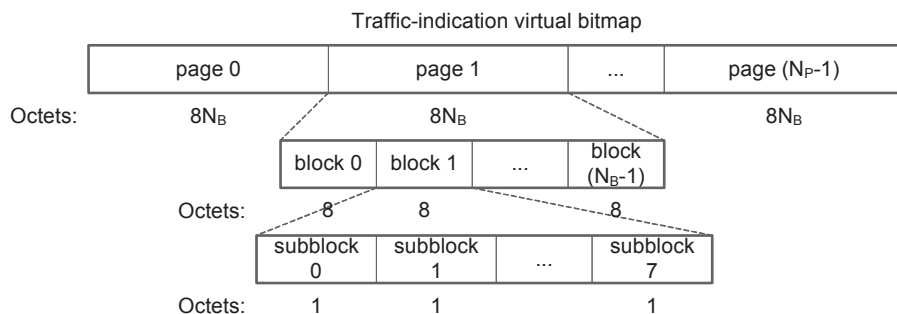 Traffic-indication virtual bitmap
page 0 page 1 ... page (NP-1)
Octets: 8NB 8NB 8NB
block 0 block 1 ... block (NB-1)
Octets: 8 8 8
subblock 0 subblock 1 ... subblock 7
Octets: 1 1 1